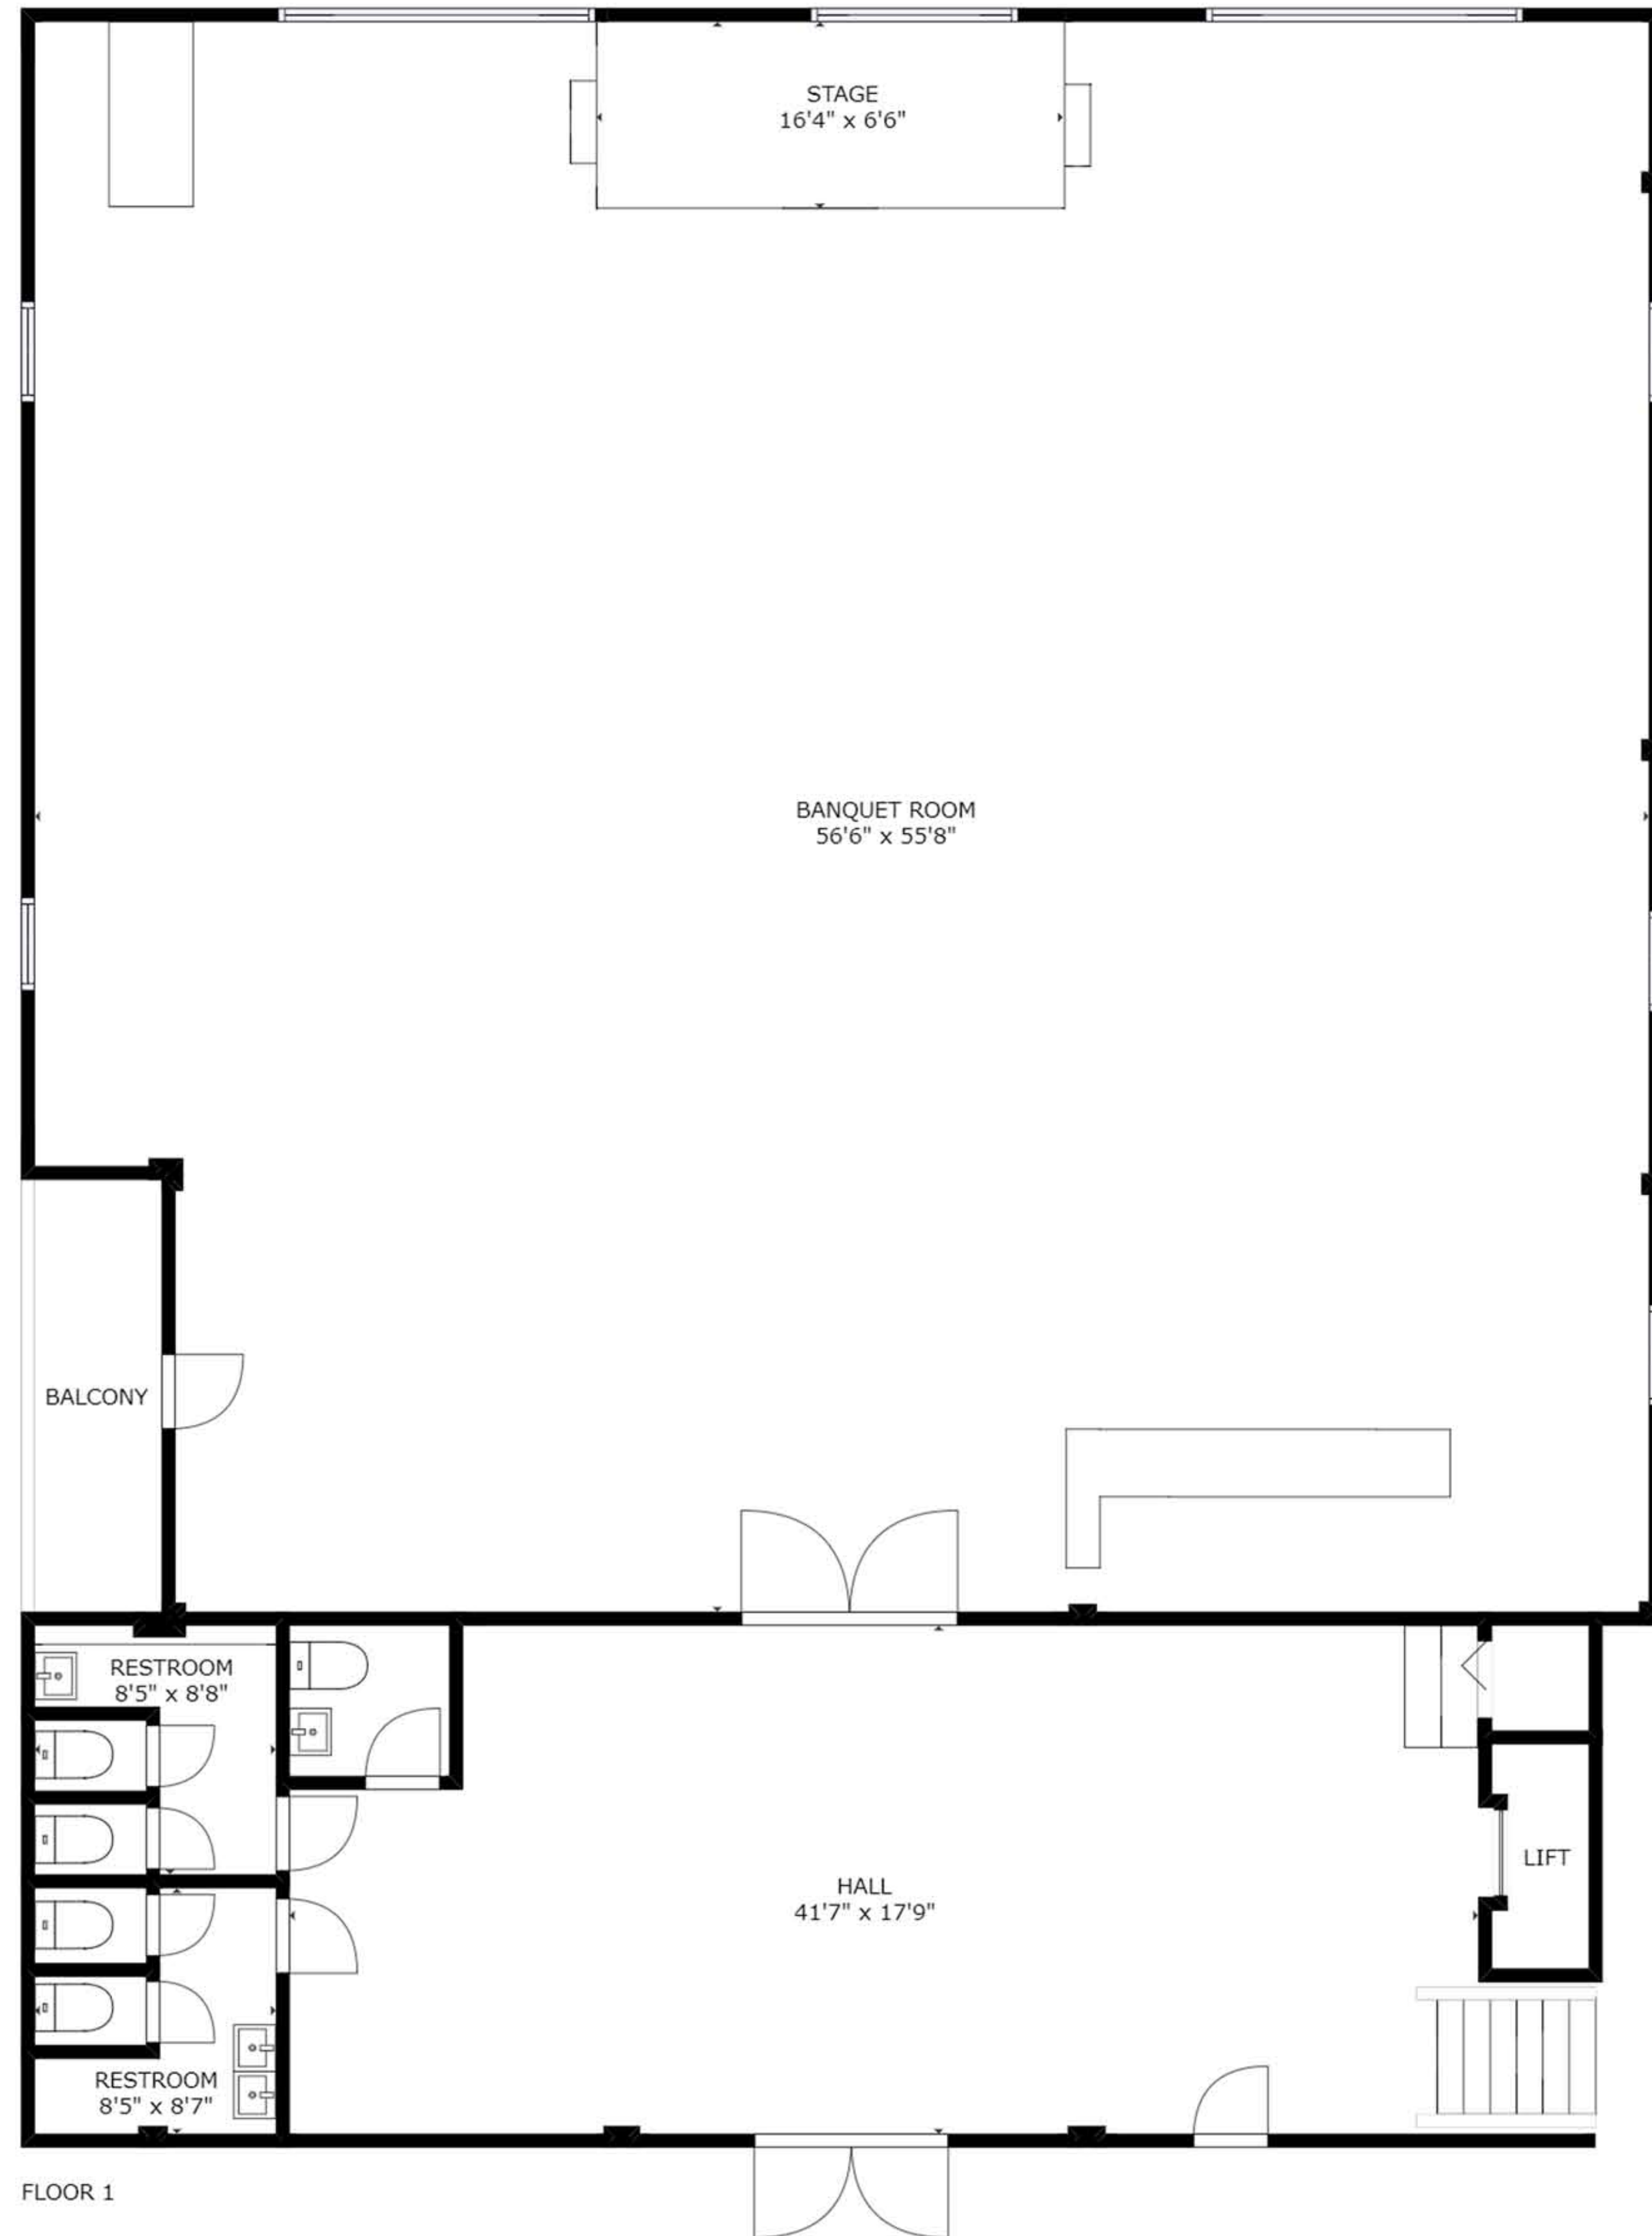 STAGE
16'4" x 6'6"
BANQUET ROOM
56'6" x 55'8"
BALCONY
RESTROOM
8'5" x 8'8"
LIFT
HALL
41'7" x 17'9"
RESTROOM
8'5" x 8'7"
FLOOR 1